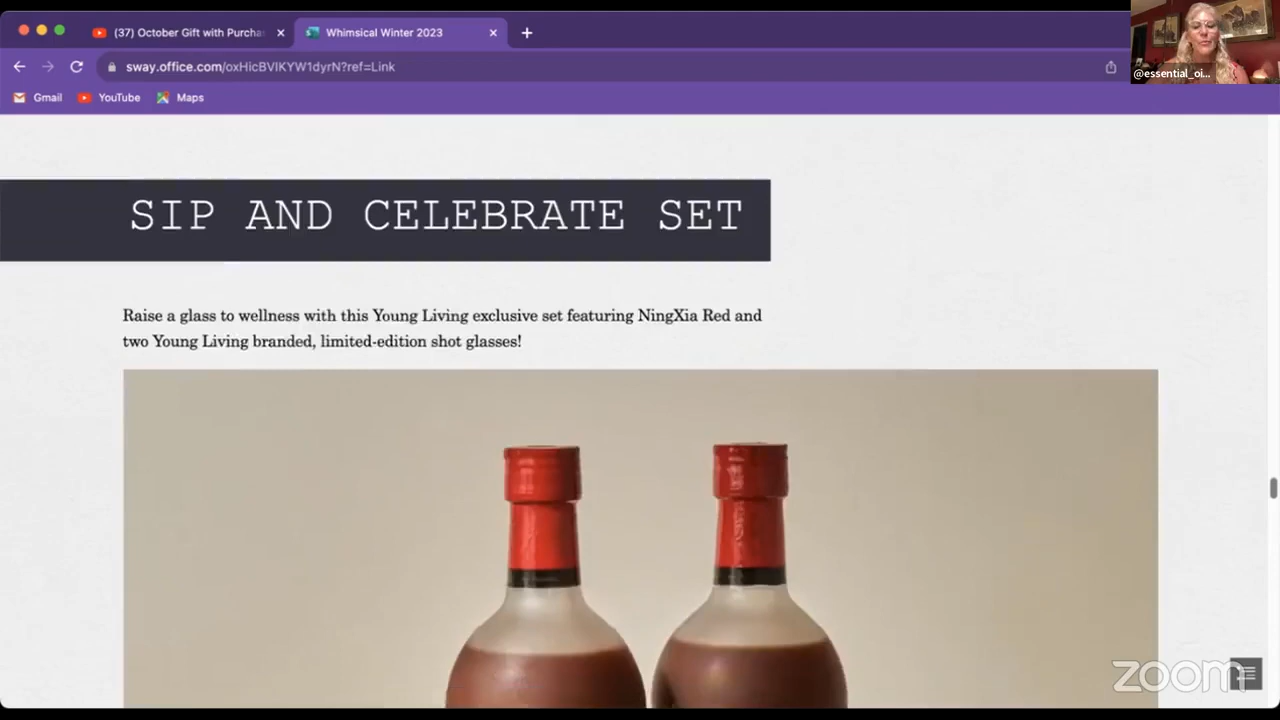 (37) October Gift with Purcha
Whimsical Winter 2023
sway.office.com/oxHicBVIKYW1dyrN?ref=Link
@essential_oi...
Gmail
YouTube
Maps
SIP AND CELEBRATE SET
Raise a glass to wellness with this Young Living exclusive set featuring NingXia Red and
two Young Living branded, limited-edition shot glasses!
zoom